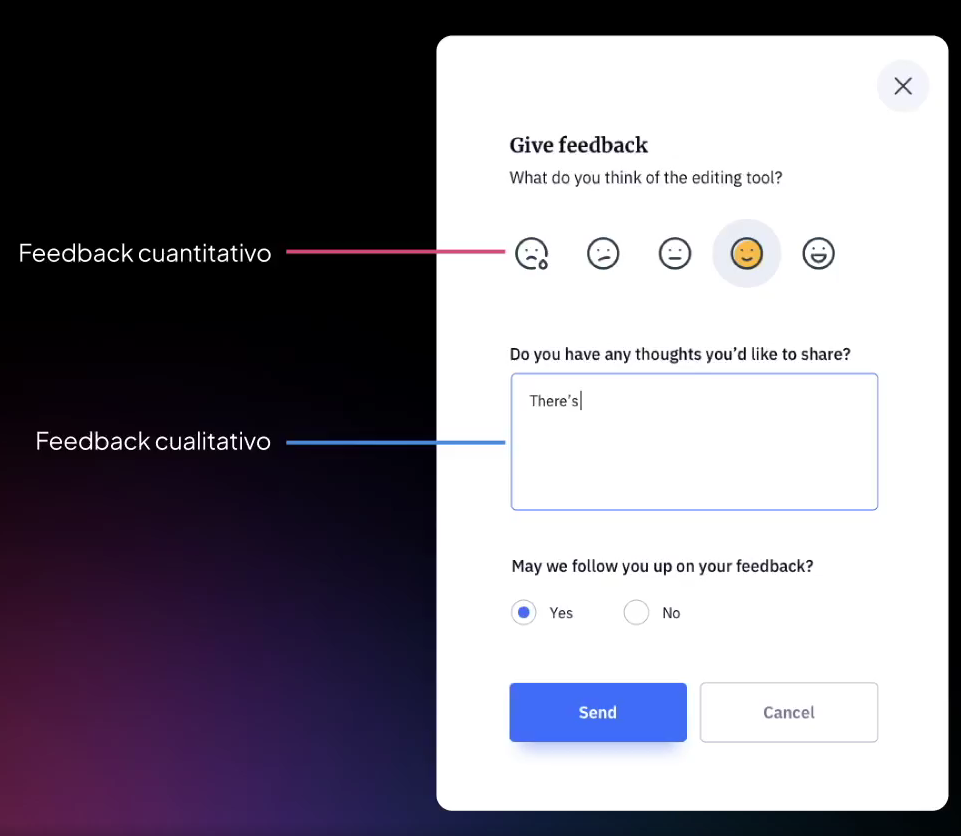 Give feedback
What do you think of the editing tool?
Feedback cuantitativo
Do you have any thoughts you’d like to share?
There’s
Feedback cualitativo
May we follow you up on your feedback?
Yes
No
Send
Cancel